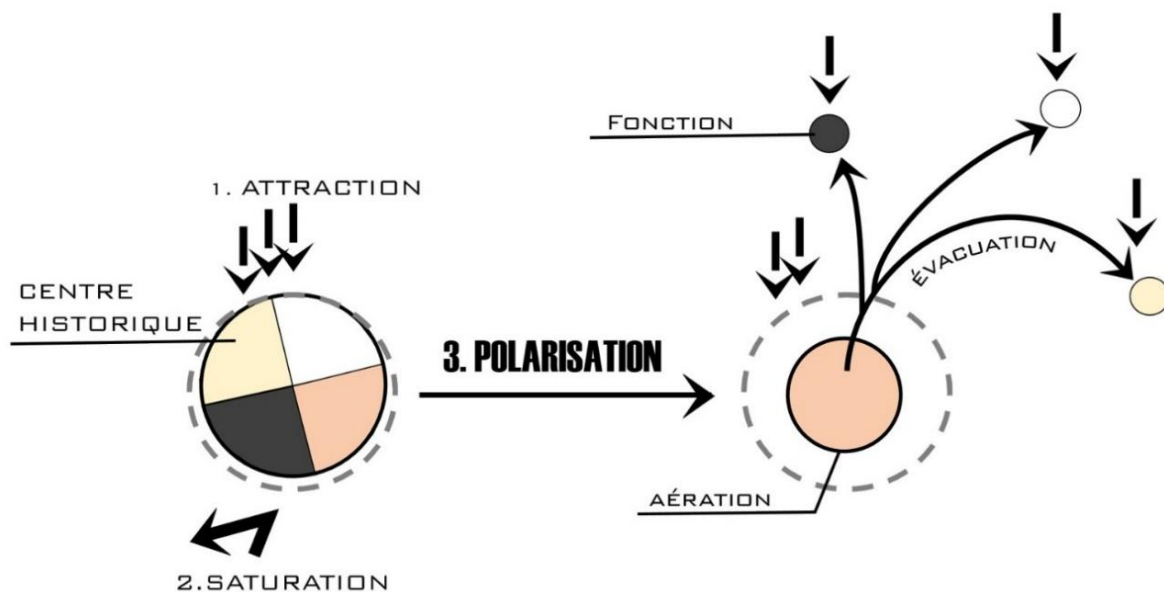 FONCTION
1. ATTRACTION
ÉVACUATION
CENTRE
HISTORIQUE
3. POLARISATION
AÉRATION
2.SATURATION